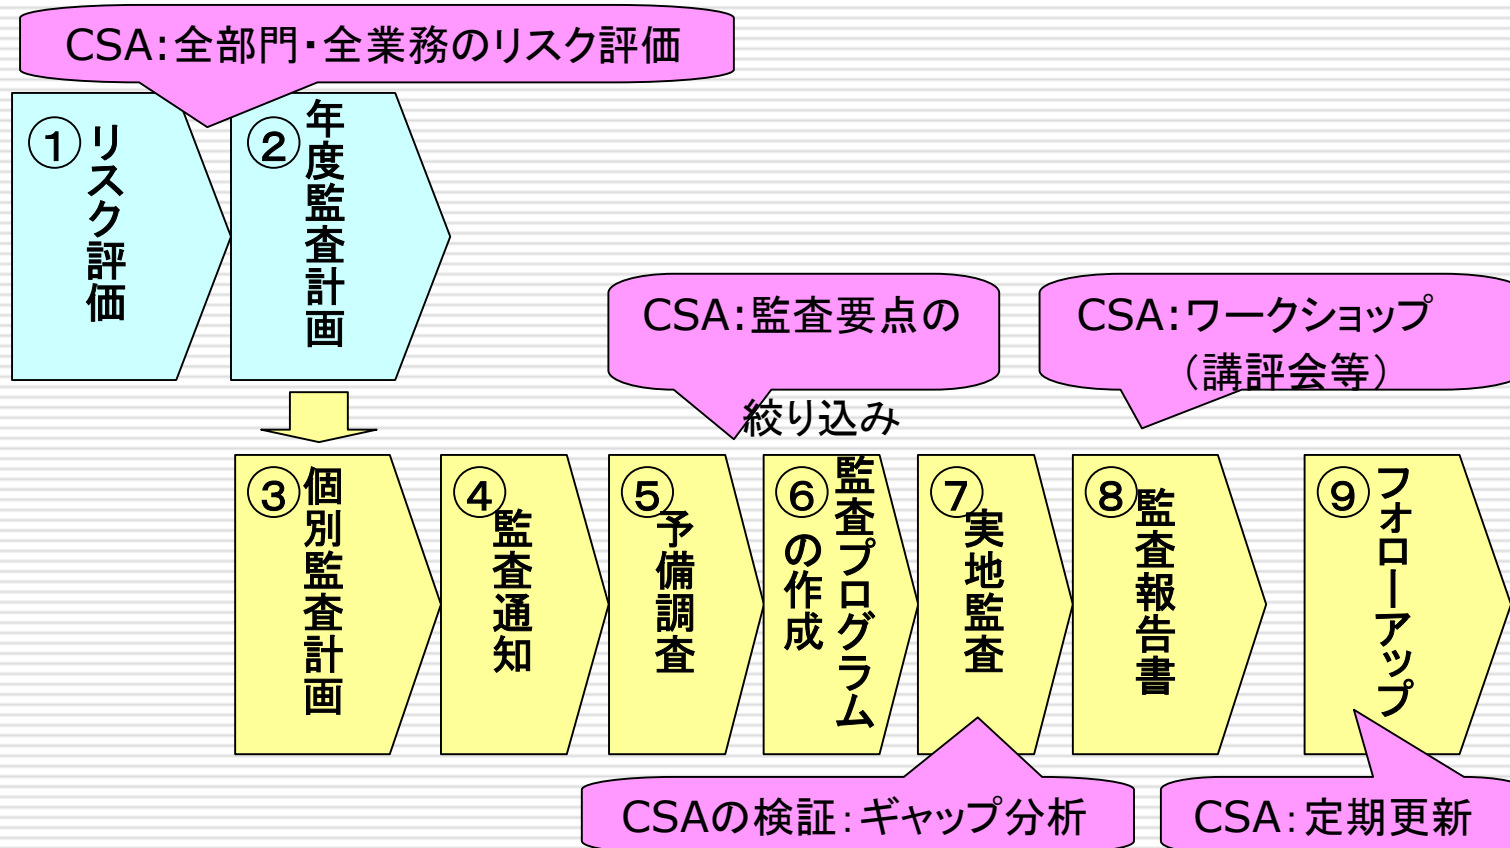 CSA:全部門・全業務のリスク評価
①リスク評価
②年度監査計画
CSA:監査要点の
絞り込み
CSA:ワークショップ
（講評会等）
③個別監査計画
④監査通知
⑤予備調査
⑥監査プログラム
の作成
⑦実地監査
⑧監査報告書
⑨フォローアップ
CSAの検証：ギャップ分析
CSA：定期更新